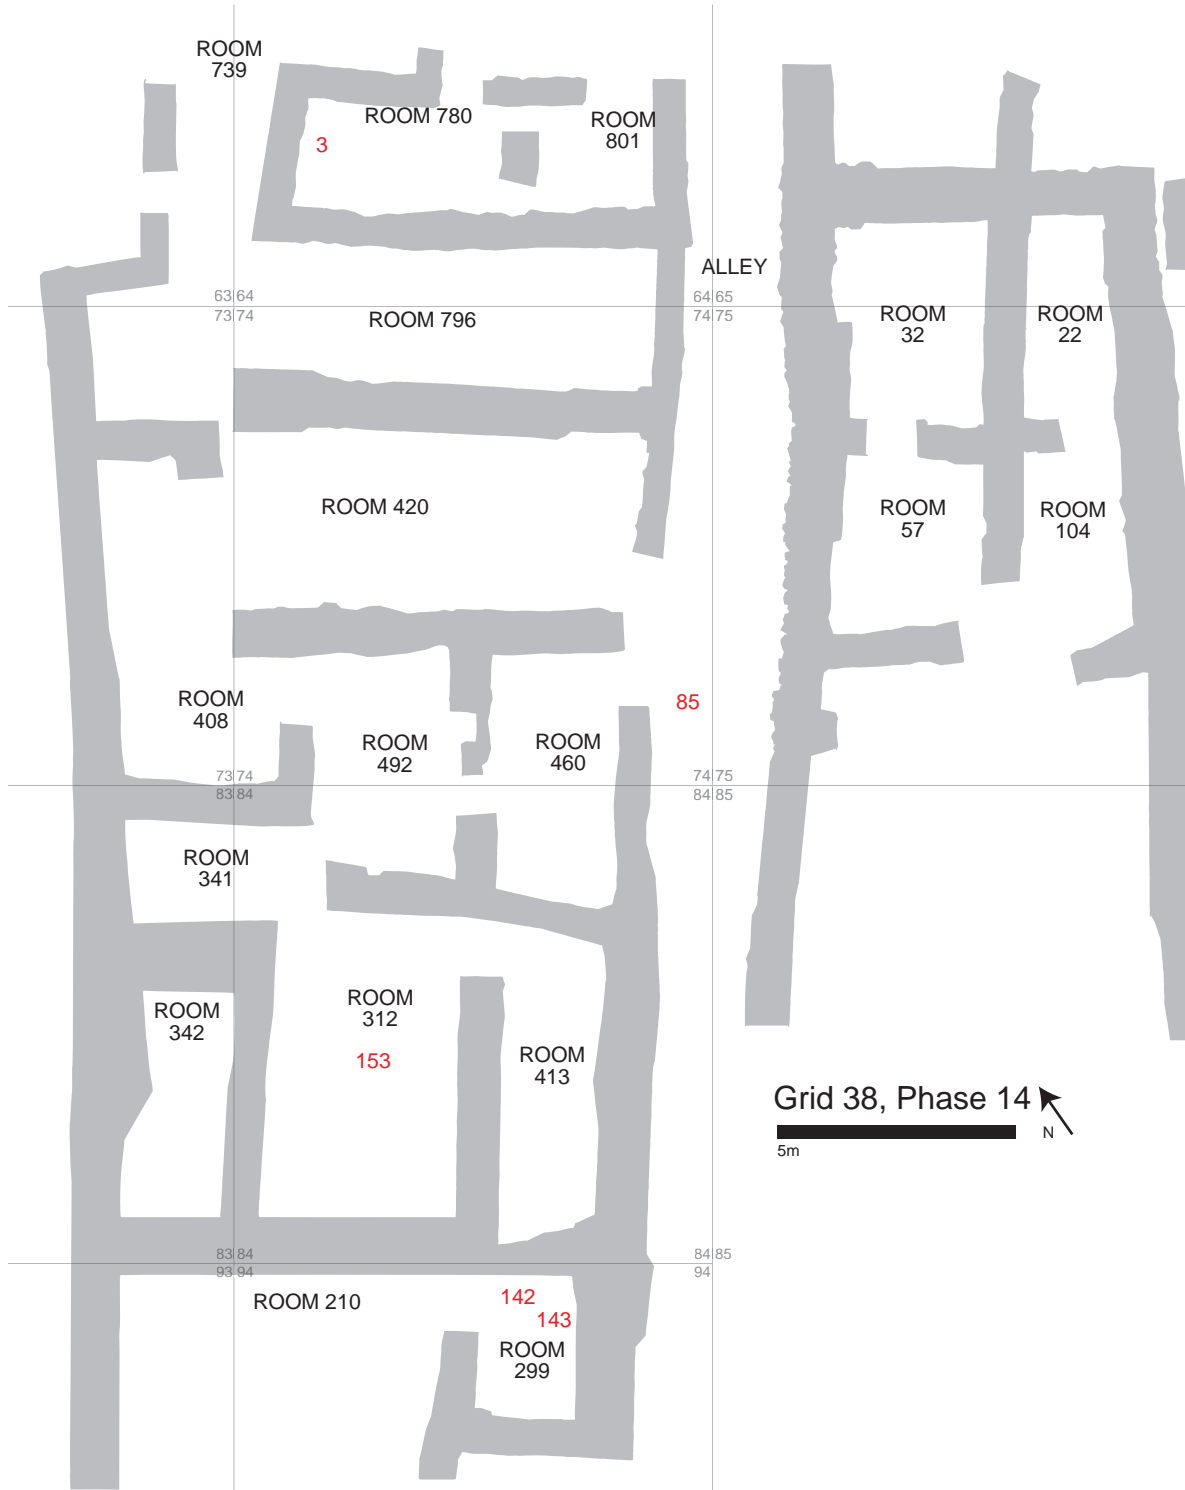 ROOM
739
ROOM 780
ROOM
801
3
ALLEY
63 64
73 74
64 65
74 75
ROOM 796
ROOM
32
ROOM
22
ROOM 420
ROOM
57
ROOM
104
ROOM
408
85
ROOM
492
ROOM
460
73 74
83 84
74 75
84 85
ROOM
341
ROOM
342
ROOM
312
153
ROOM
413
Grid 38, Phase 14
N
5m
83 84
93 94
84 85
94
ROOM 210
142
143
ROOM
299